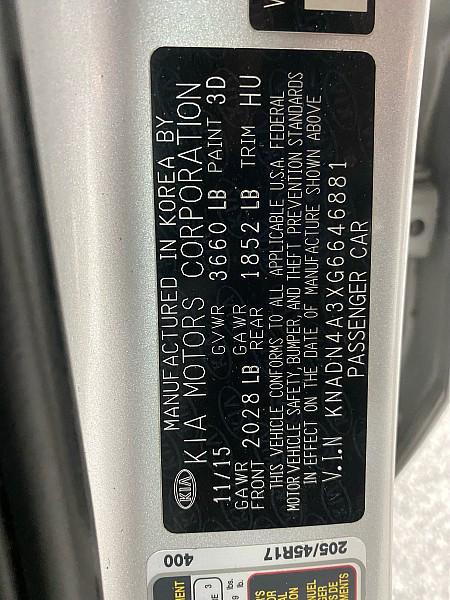 MANUFACTURED IN KOREA BY
KIA KIA MOTORS CORPORATION
11/15 GVWR 3660 LB PAINT 3D
GAWR FRONT 2028 LB GAWR REAR 1852 LB TRIM HU
THIS VEHICLE CONFORMS TO ALL APPLICABLE U.S.A. FEDERAL
MOTOR VEHICLE SAFETY, BUMPER, AND THEFT PREVENTION STANDARDS
IN EFFECT ON THE DATE OF MANUFACTURE SHOWN ABOVE
V.I.N KNADN4A3XG6646881
PASSENGER CAR
400
205/45R17